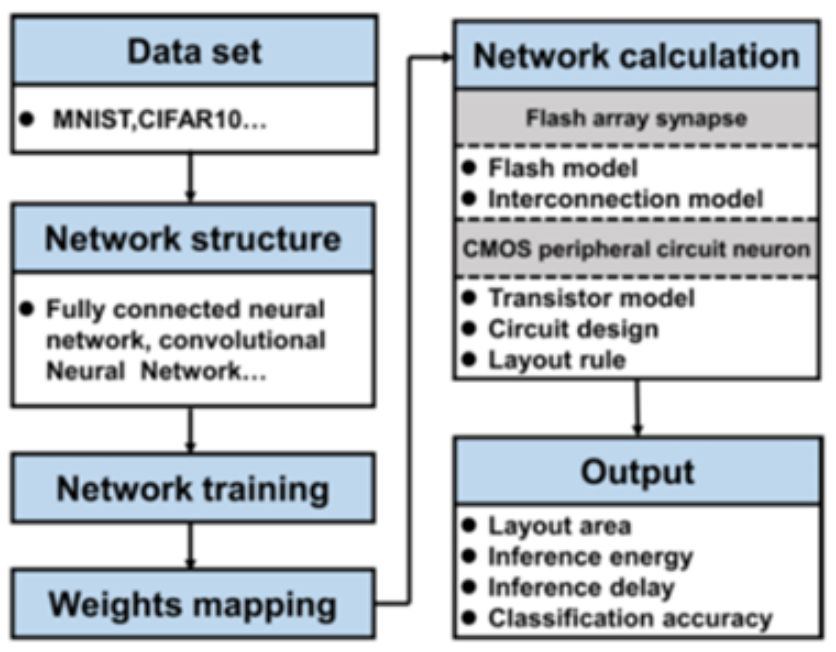 Data set
● MNIST,CIFAR10...
Network structure
● Fully connected neural
network, convolutional
Neural Network...
Network training
Weights mapping
Network calculation
Flash array synapse
● Flash model
● Interconnection model
CMOS peripheral circuit neuron
● Transistor model
● Circuit design
● Layout rule
Output
● Layout area
● Inference energy
● Inference delay
● Classification accuracy